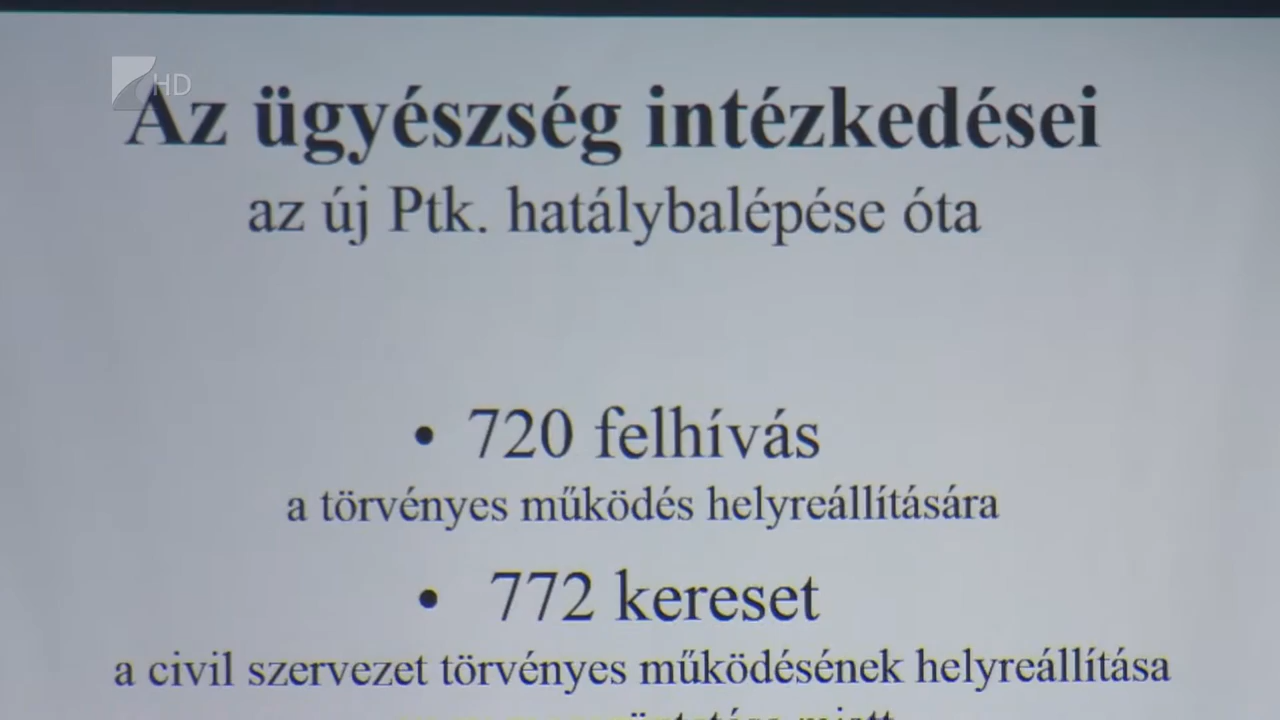 HD
Az ügyészség intézkedései
az új Ptk. hatálybalépése óta
• 720 felhívás
a törvényes működés helyreállítására
• 772 kereset
a civil szervezet törvényes működésének helyreállítása
miatt